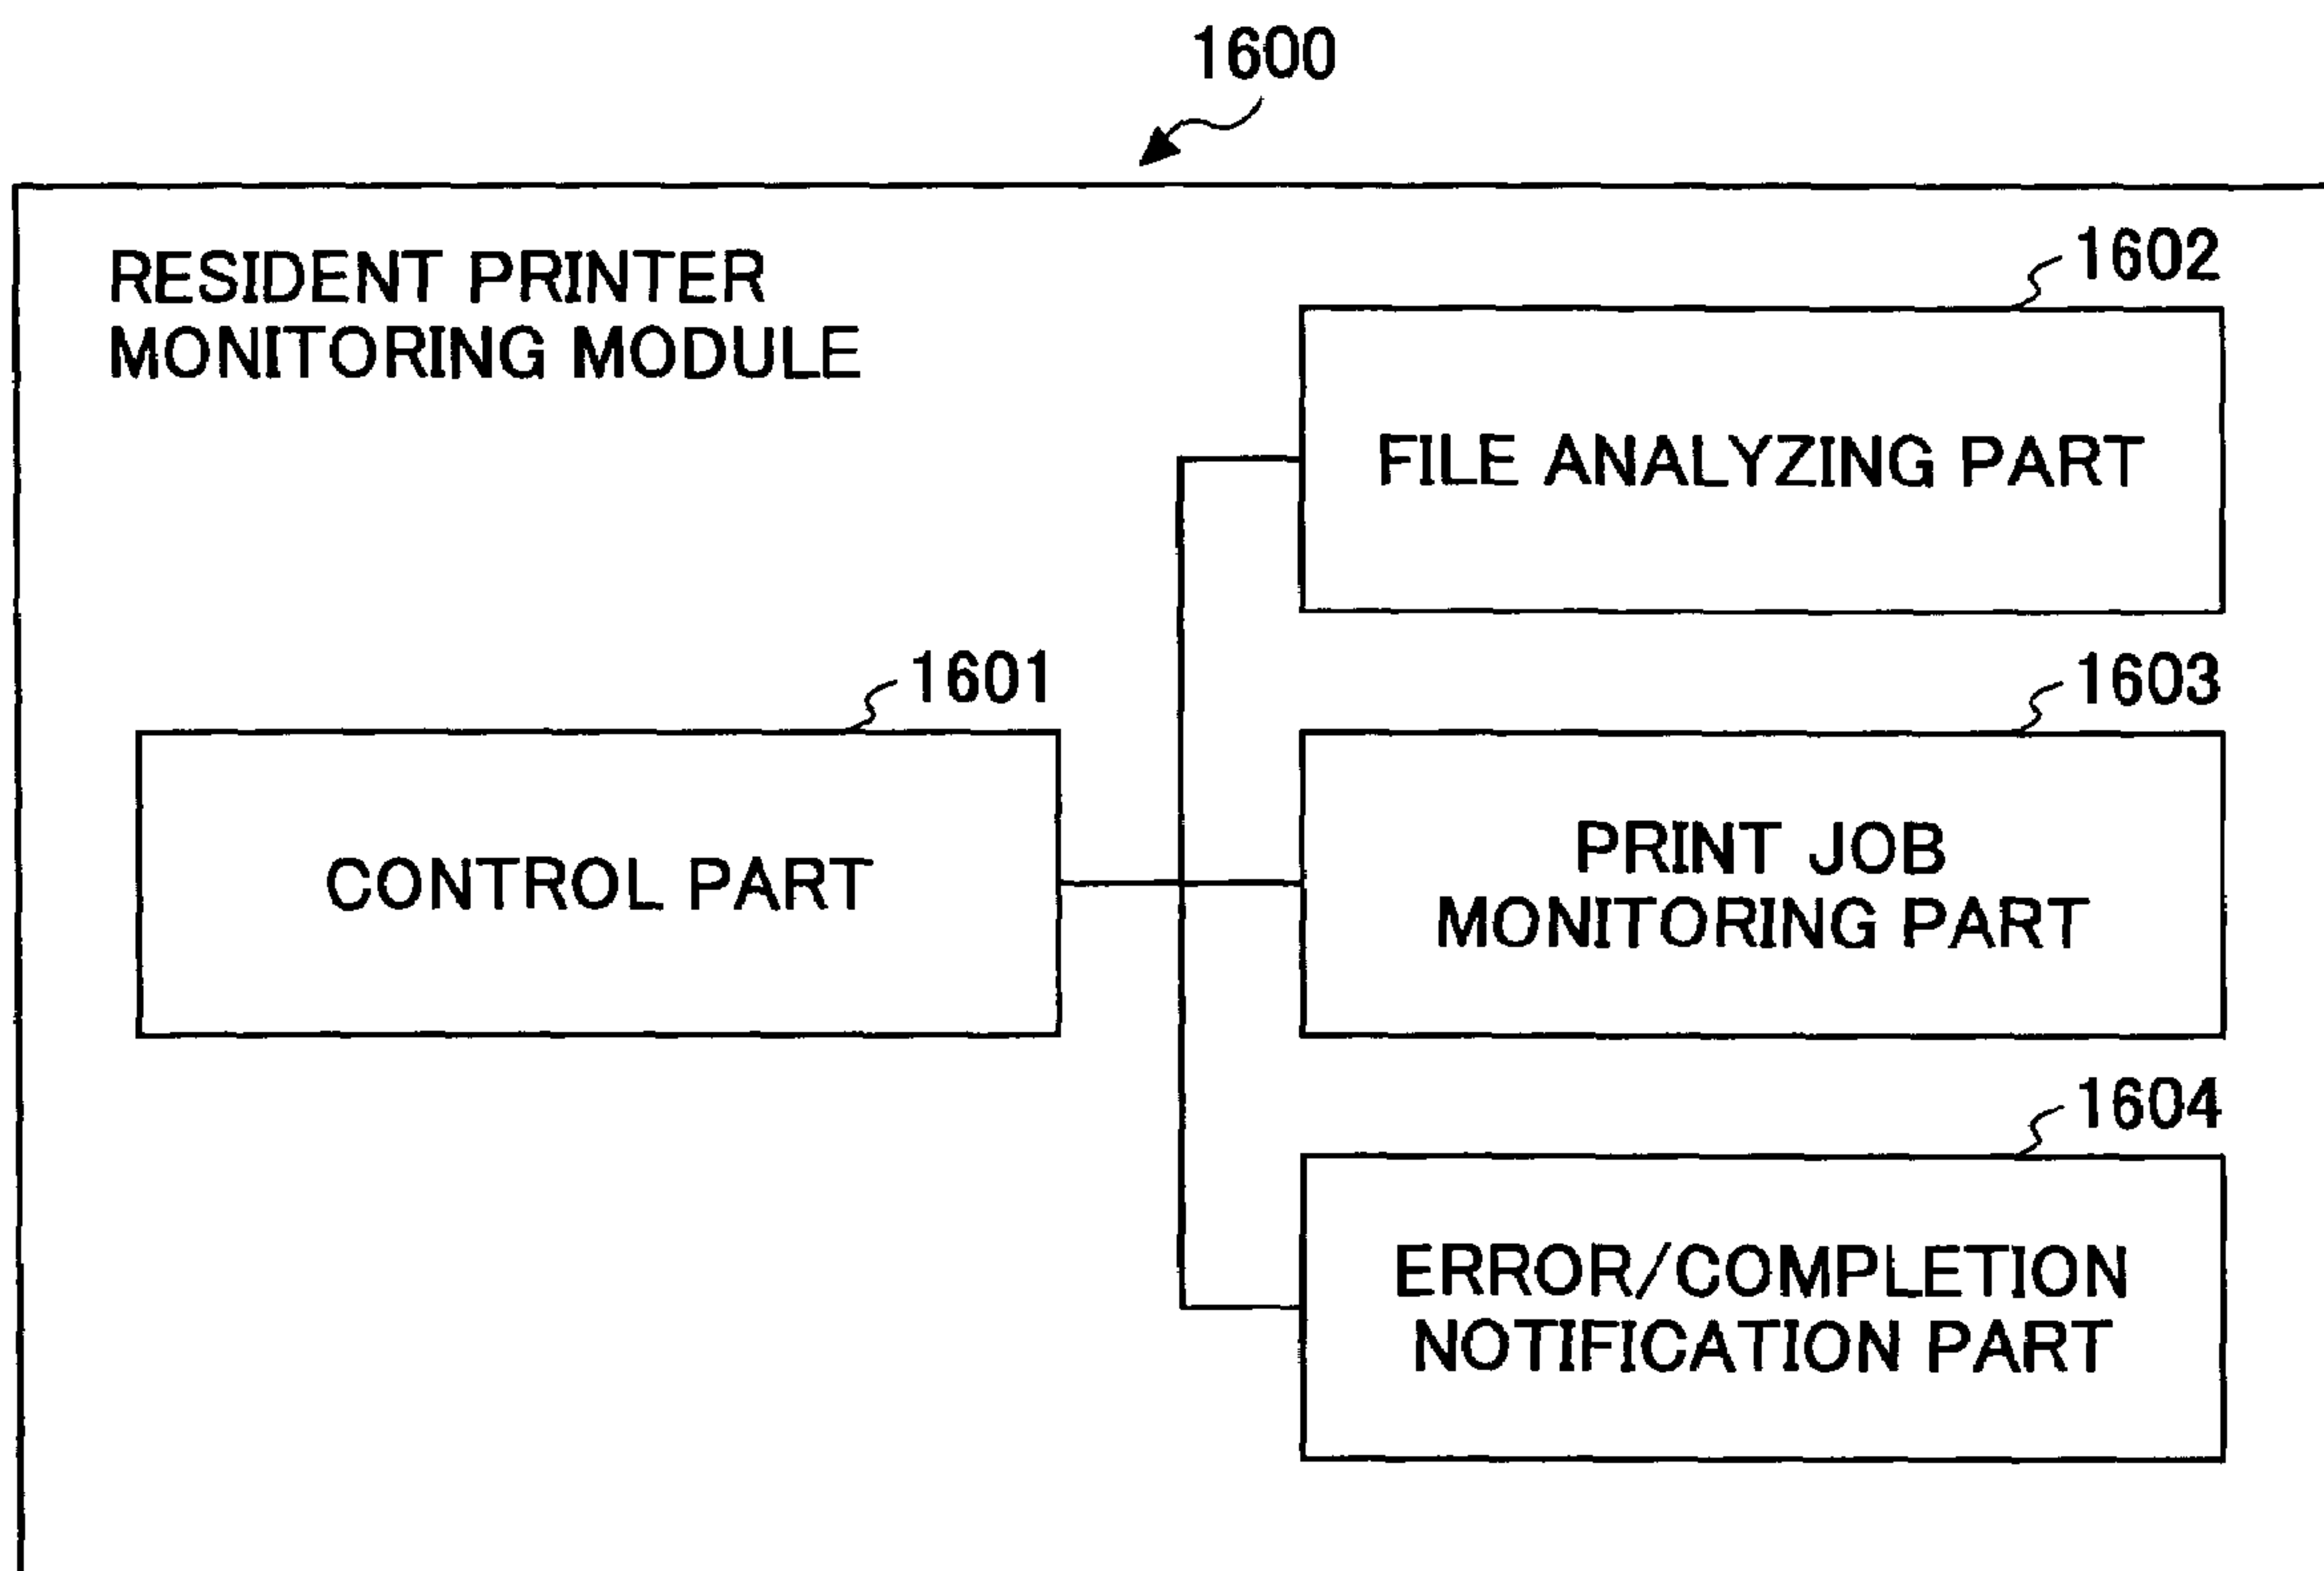 1600
RESIDENT PRINTER
MONITORING MODULE
1602
FILE ANALYZING PART
1601
CONTROL PART
1603
PRINT JOB
MONITORING PART
1604
ERROR/COMPLETION
NOTIFICATION PART